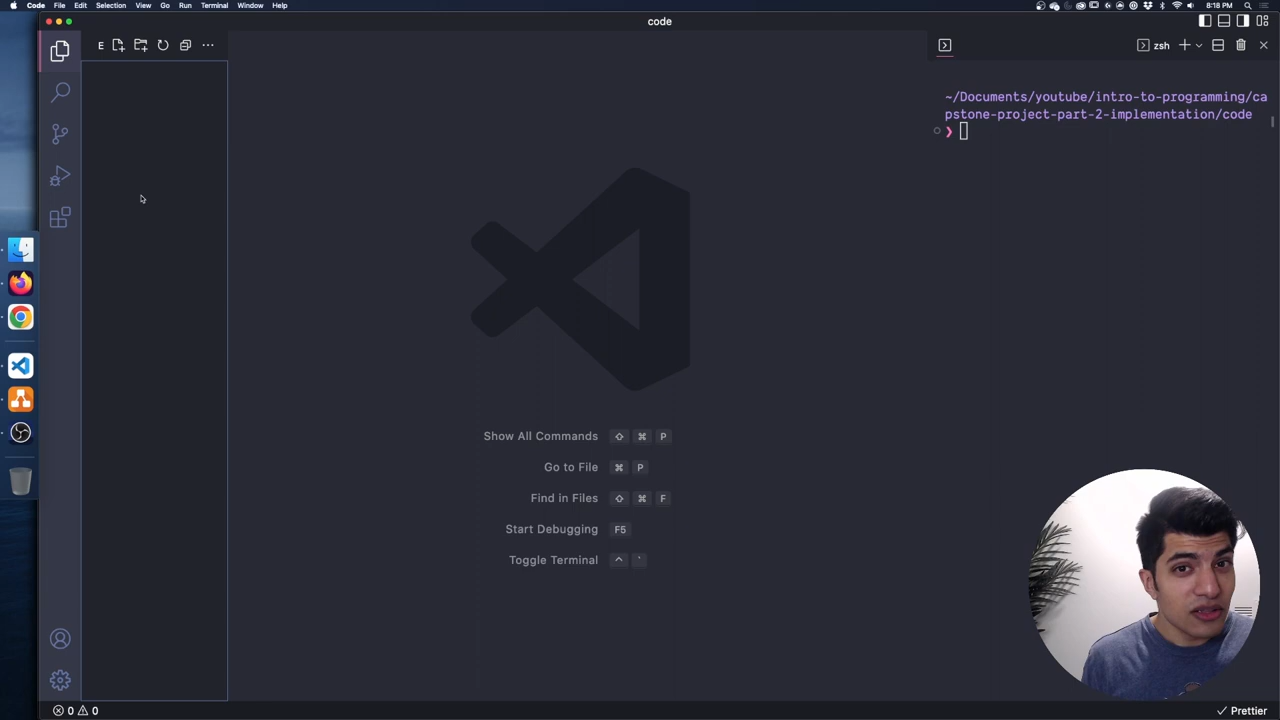 Code File Edit Selection View Go Run Terminal Window Help 8:18 PM
code
E
zsh
~/Documents/youtube/intro-to-programming/ca
pstone-project-part-2-implementation/code
❯
Show All Commands ⇧ ⌘ P
Go to File ⌘ P
Find in Files ⇧ ⌘ F
Start Debugging F5
Toggle Terminal ^ `
0 0
Prettier